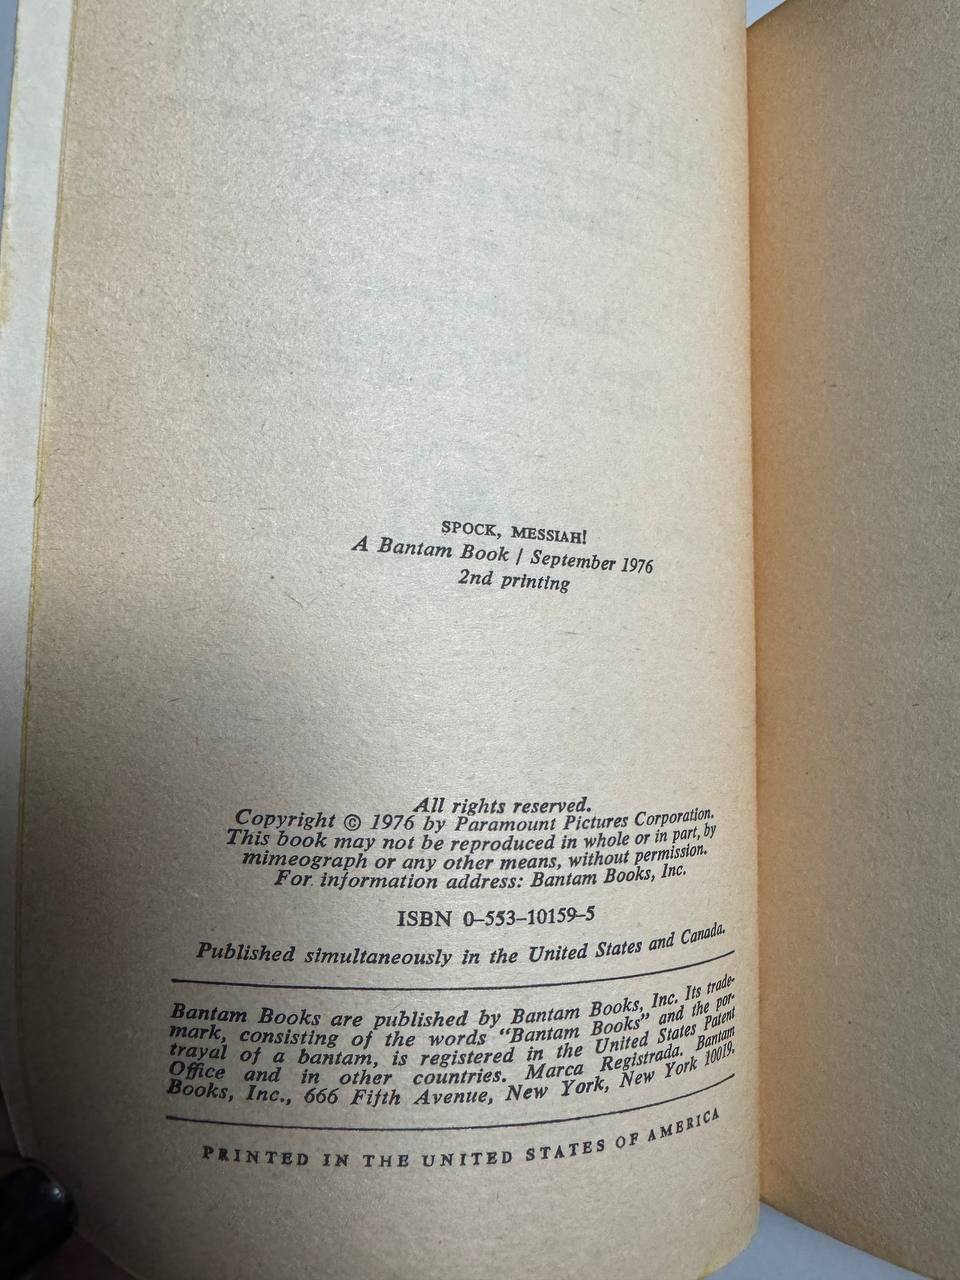 SPOCK, MESSIAH!
A Bantam Book / September 1976
2nd printing
All rights reserved.
Copyright © 1976 by Paramount Pictures Corporation.
This book may not be reproduced in whole or in part, by
mimeograph or any other means, without permission.
For information address: Bantam Books, Inc.
ISBN 0–553–10159–5
Published simultaneously in the United States and Canada.
Bantam Books are published by Bantam Books, Inc. Its trade-
mark, consisting of the words “Bantam Books” and the por-
trayal of a bantam, is registered in the United States Patent
Office and in other countries. Marca Registrada. Bantam
Books, Inc., 666 Fifth Avenue, New York, New York 10019.
PRINTED IN THE UNITED STATES OF AMERICA